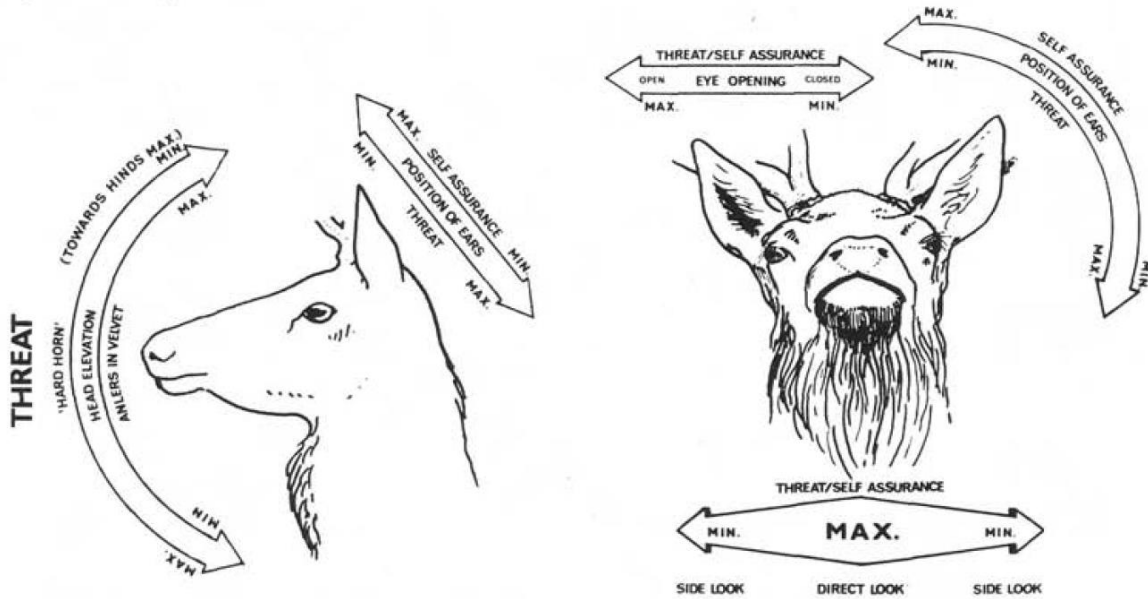 THREAT
(TOWARDS HINDS MAX.)
MIN.
MAX.
'HARD HORN'
HEAD ELEVATION
ANLERS IN VELVET
MIN
MAX.
MAX. SELF ASSURANCE MIN.
POSITION OF EARS
MIN. THREAT MAX.
THREAT/SELF ASSURANCE
OPEN EYE OPENING CLOSED
MAX. MIN.
MAX. SELF ASSURANCE MIN.
POSITION OF EARS
MIN. THREAT MAX.
THREAT/SELF ASSURANCE
MIN. MAX. MIN.
SIDE LOOK DIRECT LOOK SIDE LOOK